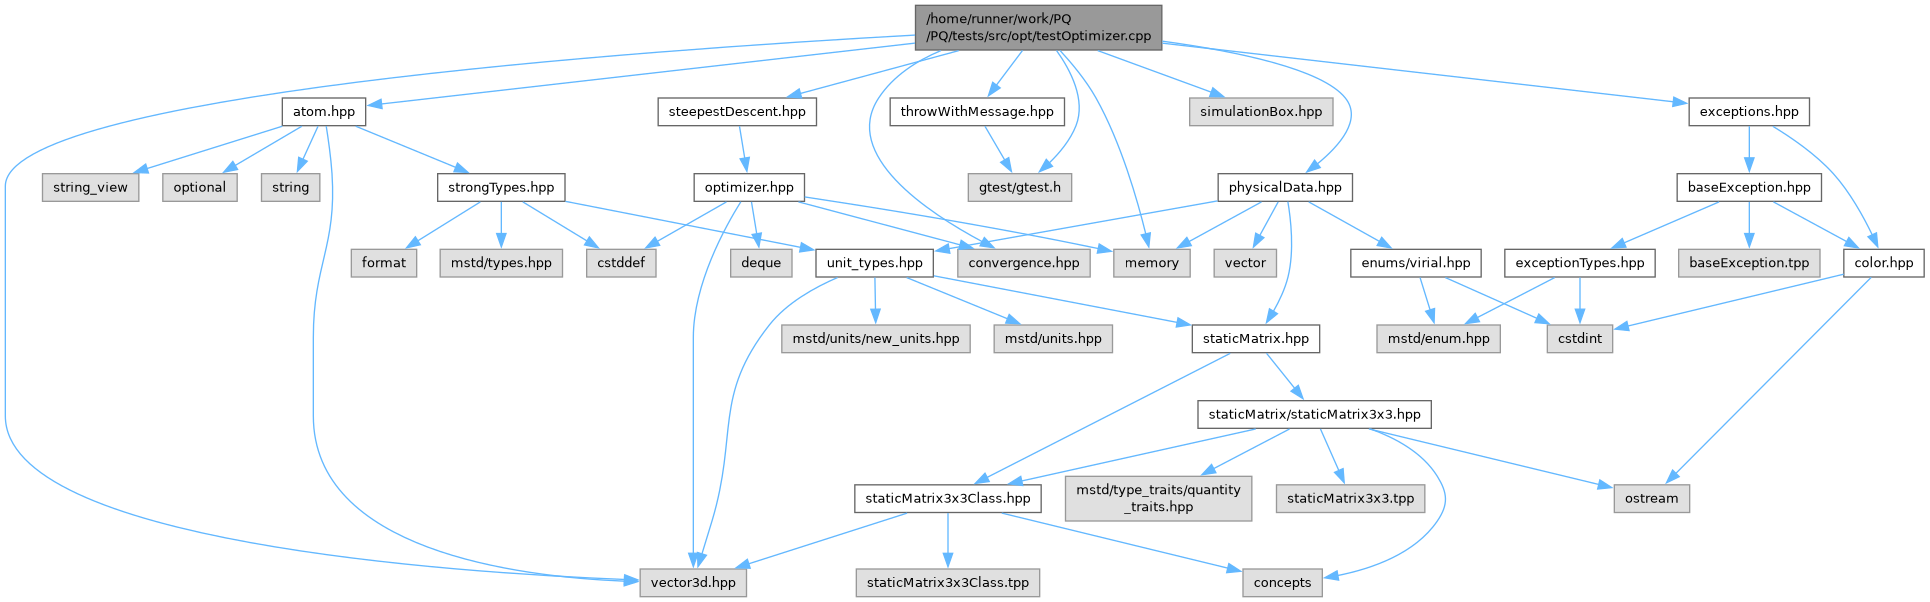 /home/runner/work/PQ
/PQ/tests/src/opt/testOptimizer.cpp
atom.hpp
steepestDescent.hpp
throwWithMessage.hpp
simulationBox.hpp
exceptions.hpp
string_view
optional
string
strongTypes.hpp
optimizer.hpp
gtest/gtest.h
physicalData.hpp
baseException.hpp
format
mstd/types.hpp
cstddef
deque
unit_types.hpp
convergence.hpp
memory
vector
enums/virial.hpp
exceptionTypes.hpp
baseException.tpp
color.hpp
mstd/units/new_units.hpp
mstd/units.hpp
staticMatrix.hpp
mstd/enum.hpp
cstdint
staticMatrix/staticMatrix3x3.hpp
staticMatrix3x3Class.hpp
mstd/type_traits/quantity
_traits.hpp
staticMatrix3x3.tpp
ostream
vector3d.hpp
staticMatrix3x3Class.tpp
concepts